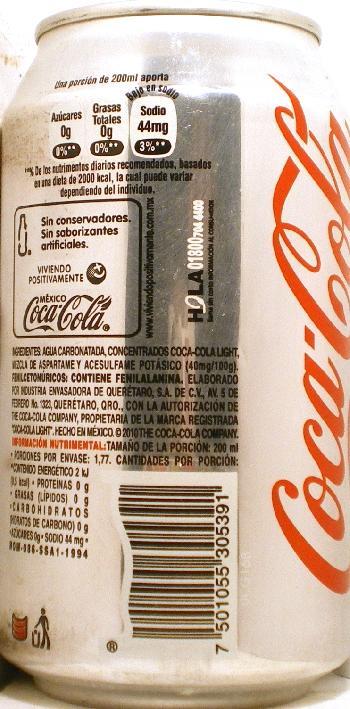 Una porción de 200ml aporta
Bajo en sodio
Azúcares
0g
0%**
Grasas
Totales
0g
0%**
Sodio
44mg
3%**
**% De los nutrimentos diarios recomendados, basados
en una dieta de 2000 kcal, la cual puede variar
dependiendo del individuo.
Sin conservadores.
Sin saborizantes
artificiales.
VIVIENDO
POSITIVAMENTE
MÉXICO
Coca-Cola
www.viviendopositivamente.com.mx
HOLA 01800 704 4400
INGREDIENTES: AGUA CARBONATADA, CONCENTRADOS COCA-COLA LIGHT,
MEZCLA DE ASPARTAME Y ACESULFAME POTÁSICO (40mg/100g).
FENILCETONÚRICOS: CONTIENE FENILALANINA. ELABORADO
POR INDUSTRIA ENVASADORA DE QUERÉTARO, S.A. DE C.V., AV. 5 DE
FEBRERO No. 1323, QUERÉTARO, QRO., CON LA AUTORIZACIÓN DE
THE COCA-COLA COMPANY, PROPIETARIA DE LA MARCA REGISTRADA
"COCA-COLA LIGHT". HECHO EN MÉXICO. © 2010 THE COCA-COLA COMPANY.
INFORMACIÓN NUTRIMENTAL: TAMAÑO DE LA PORCIÓN: 200 ml
PORCIONES POR ENVASE: 1,77. CANTIDADES POR PORCIÓN:
CONTENIDO ENERGÉTICO 2 kJ
(0,5 kcal) • PROTEÍNAS 0 g
• GRASAS (LÍPIDOS) 0 g
• CARBOHIDRATOS
(HIDRATOS DE CARBONO) 0 g
• AZÚCARES 0g • SODIO 44 mg •
NOM-086-SSA1-1994
7 501055 305391
®
Coca-Cola